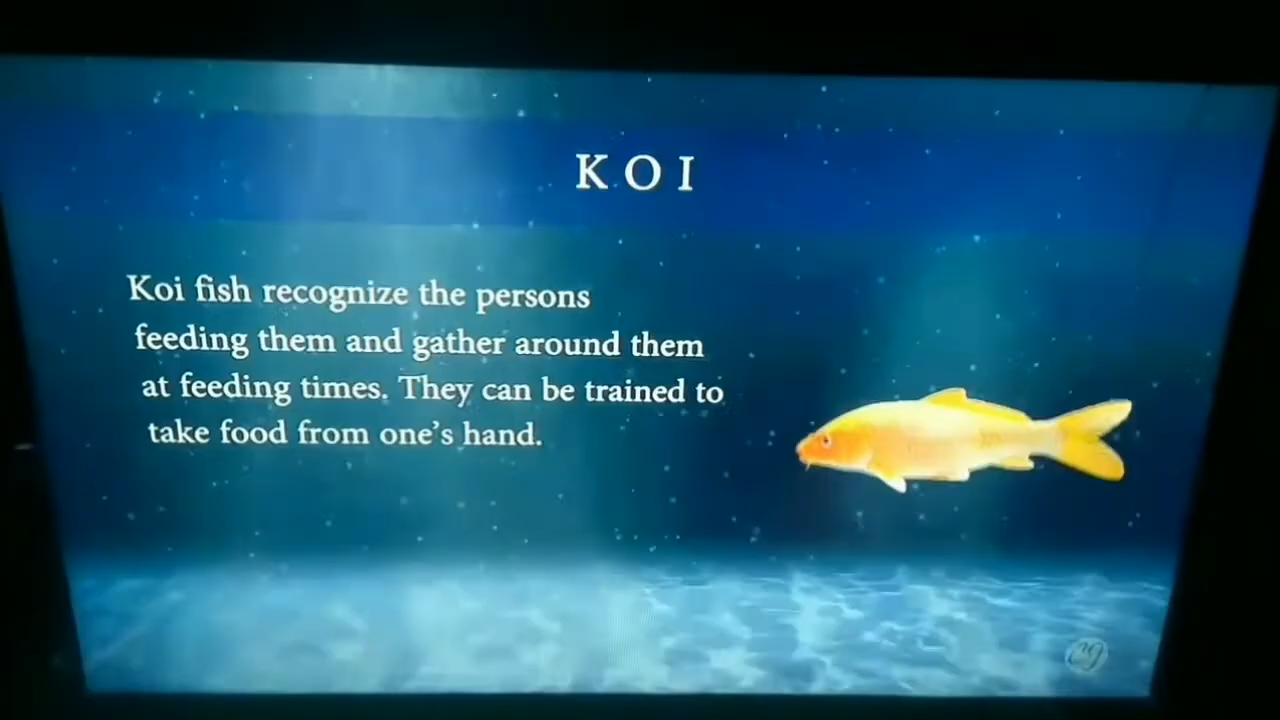 KOI
Koi fish recognize the persons
feeding them and gather around them
at feeding times. They can be trained to
take food from one's hand.